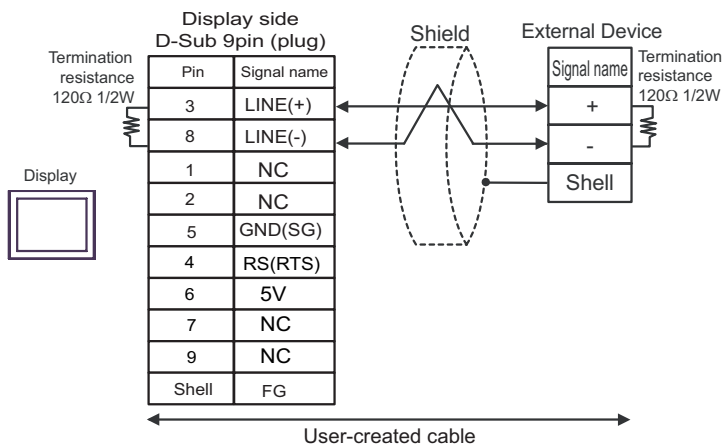 Display side
D-Sub 9pin (plug)
Shield
External Device
Termination
resistance
120Ω 1/2W
Pin Signal name
3 LINE(+)
8 LINE(-)
1 NC
2 NC
5 GND(SG)
4 RS(RTS)
6 5V
7 NC
9 NC
Shell FG
Signal name
+
-
Shell
Termination
resistance
120Ω 1/2W
Display
User-created cable